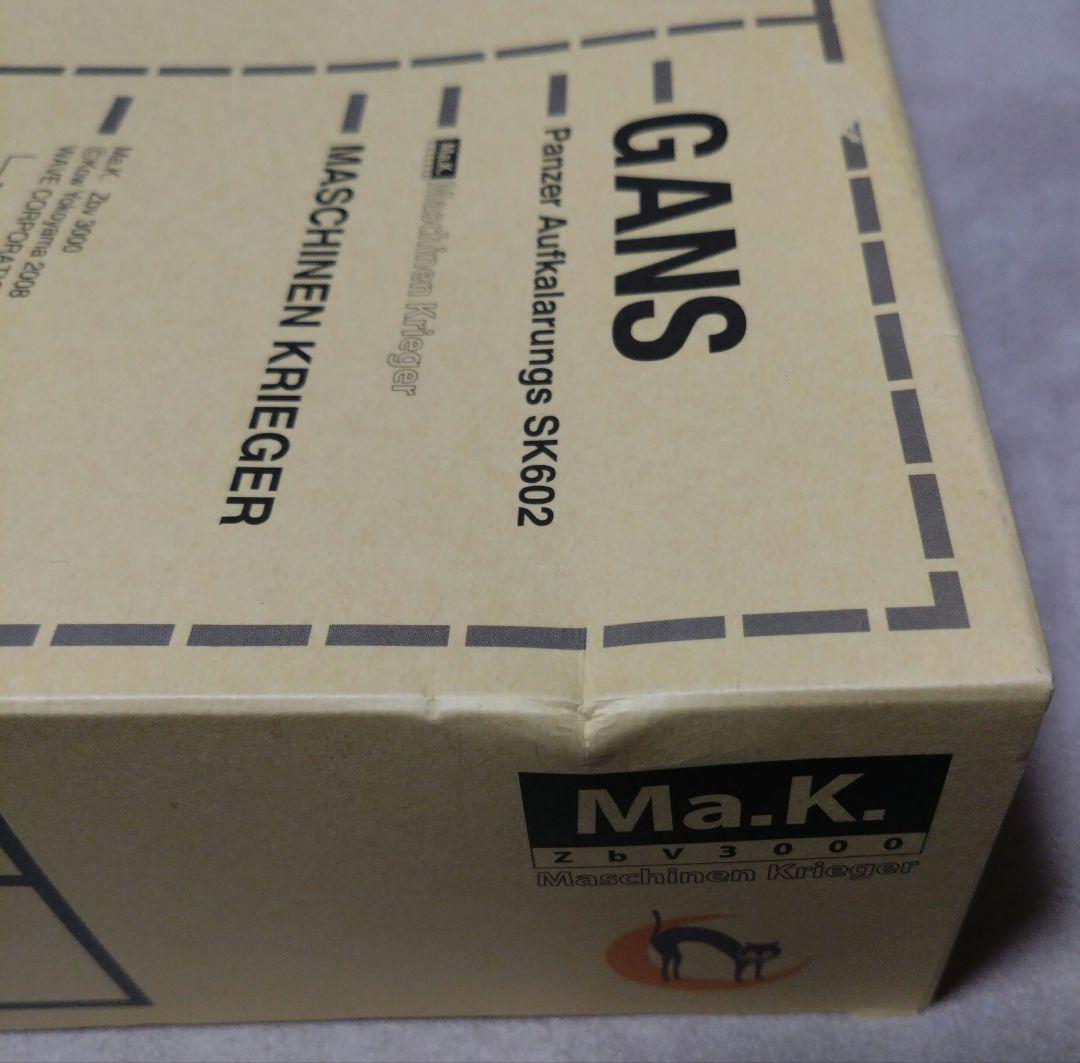 GANS
Panzer Aufkalarungs SK602
Ma.K. Maschinen Krieger
MASCHINEN KRIEGER
Ma.K. Zbv 3000
©Kow Yokoyama 2008
WAVE
Ma.K.
ZbV3000
Maschinen Krieger